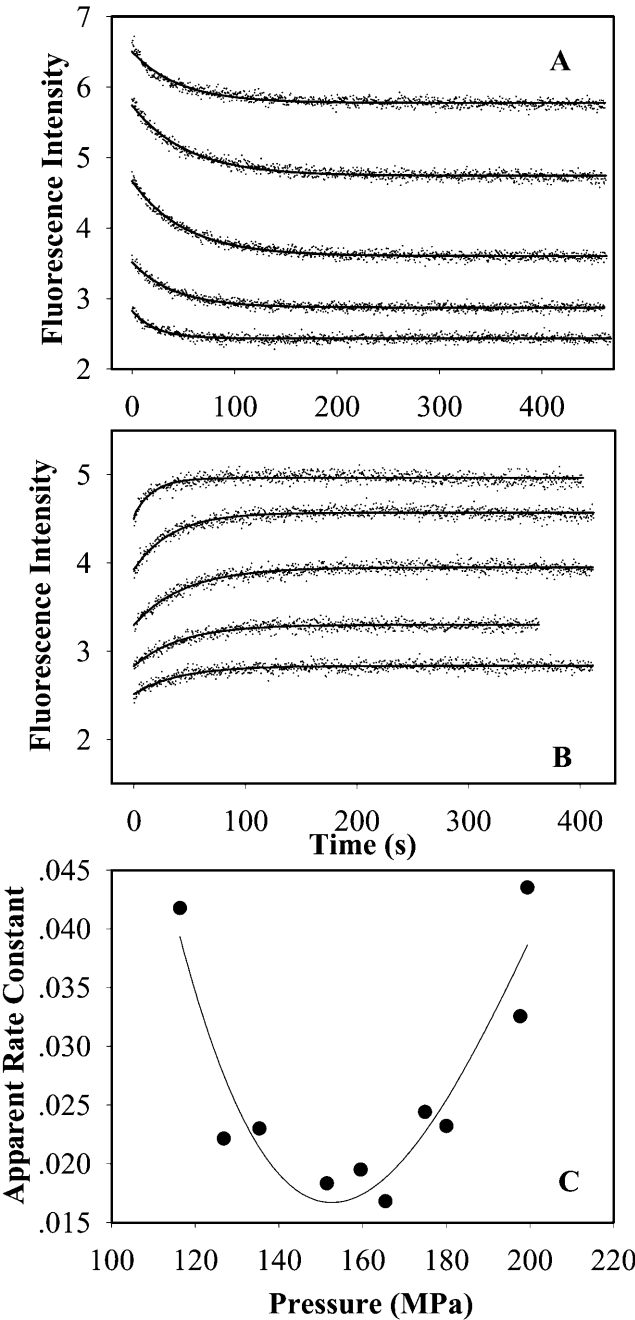 7
6
5
4
3
2
Fluorescence Intensity
A
0 100 200 300 400
5
4
3
2
Fluorescence Intensity
B
0 100 200 300 400
Time (s)
.045
.040
.035
.030
.025
.020
.015
Apparent Rate Constant
C
100 120 140 160 180 200 220
Pressure (MPa)